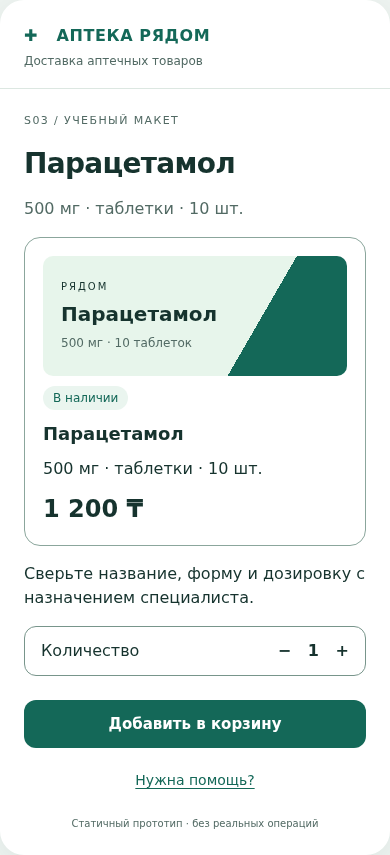 ✚ АПТЕКА РЯДОМ
Доставка аптечных товаров
S03 / УЧЕБНЫЙ МАКЕТ
Парацетамол
500 мг · таблетки · 10 шт.
РЯДОМ
Парацетамол
500 мг · 10 таблеток
В наличии
Парацетамол
500 мг · таблетки · 10 шт.
1 200 ₸
Сверьте название, форму и дозировку с
назначением специалиста.
Количество − 1 +
Добавить в корзину
Нужна помощь?
Статичный прототип · без реальных операций